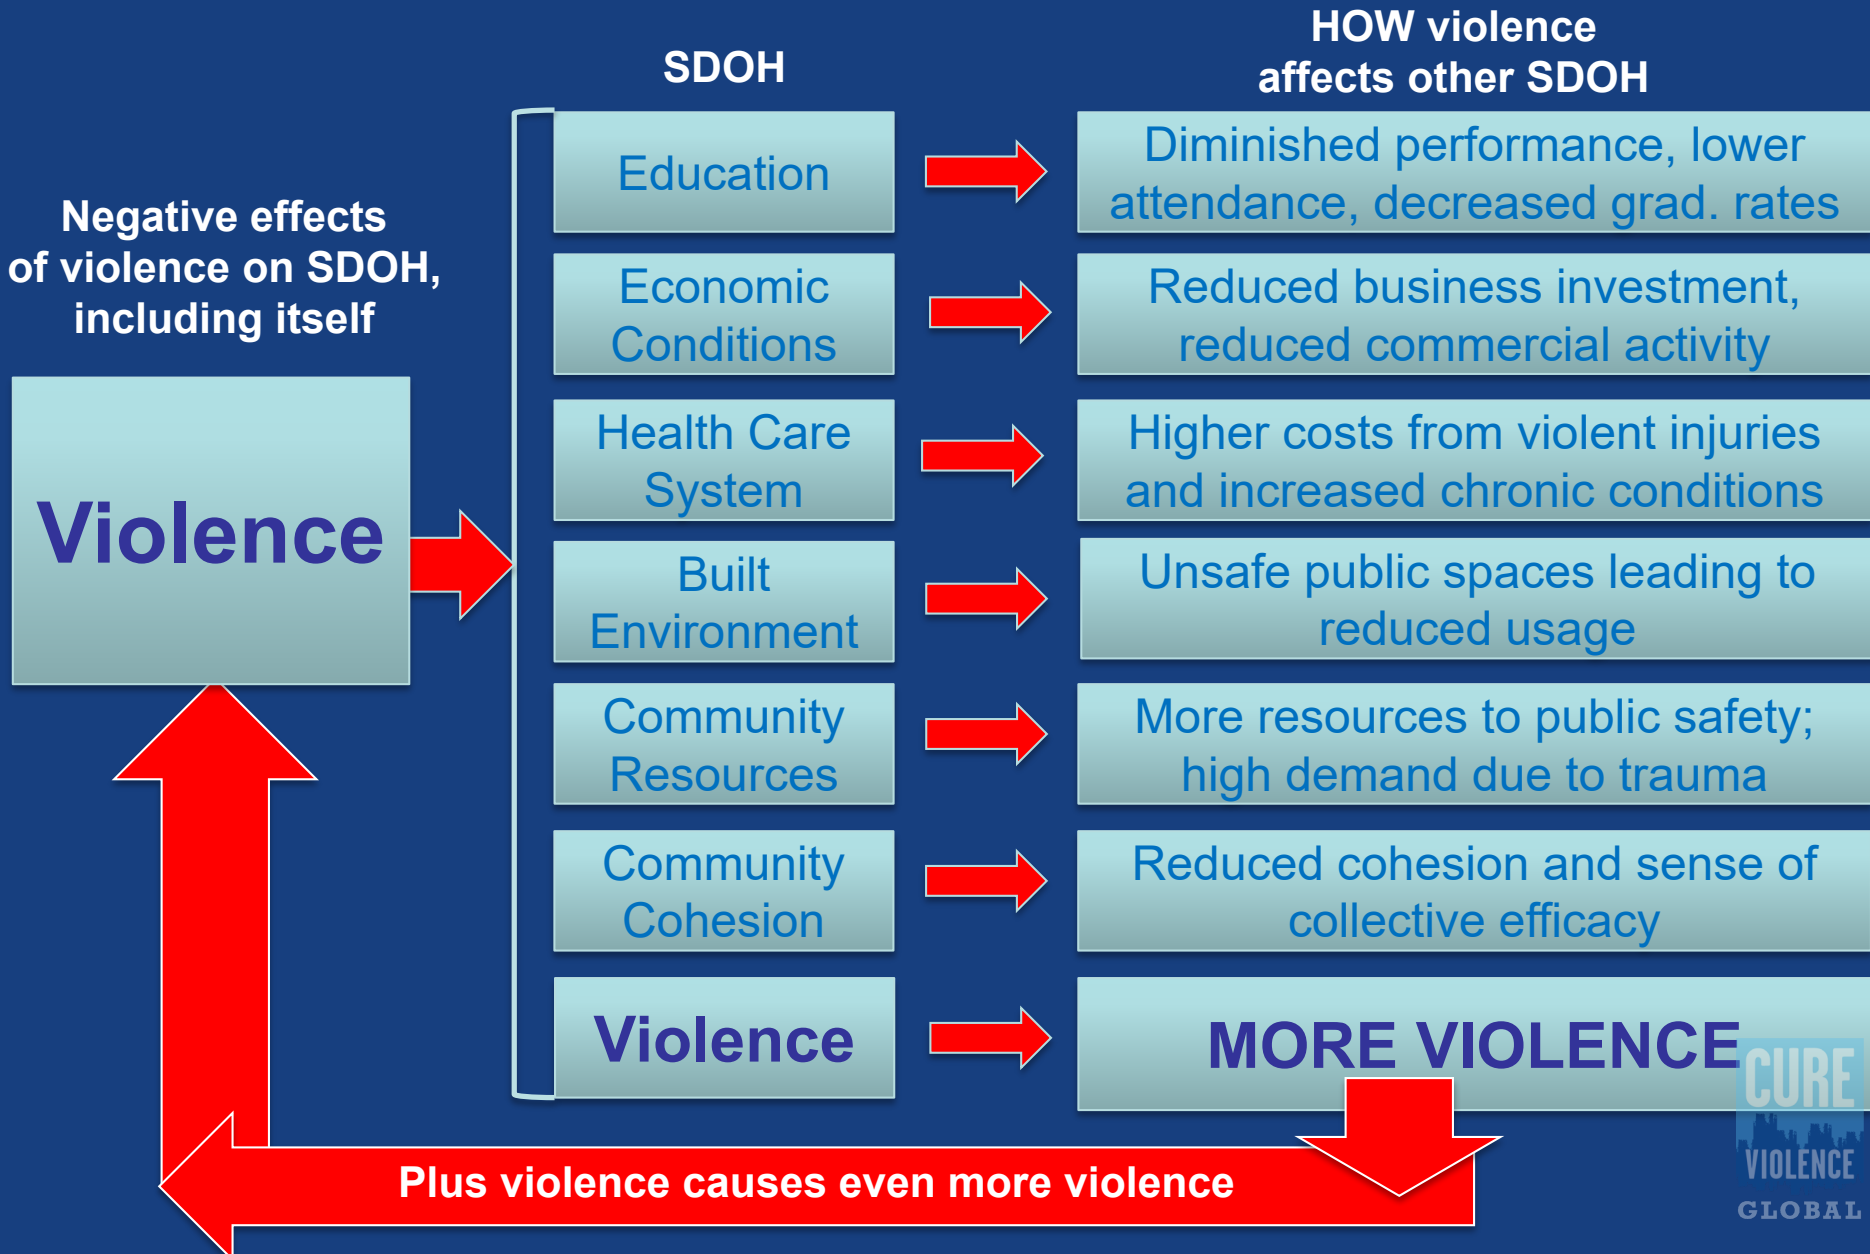 SDOH
HOW violence
affects other SDOH
Negative effects
of violence on SDOH,
including itself
Violence
Education
Diminished performance, lower
attendance, decreased grad. rates
Economic
Conditions
Reduced business investment,
reduced commercial activity
Health Care
System
Higher costs from violent injuries
and increased chronic conditions
Built
Environment
Unsafe public spaces leading to
reduced usage
Community
Resources
More resources to public safety;
high demand due to trauma
Community
Cohesion
Reduced cohesion and sense of
collective efficacy
Violence
MORE VIOLENCE
Plus violence causes even more violence
CURE
VIOLENCE
GLOBAL